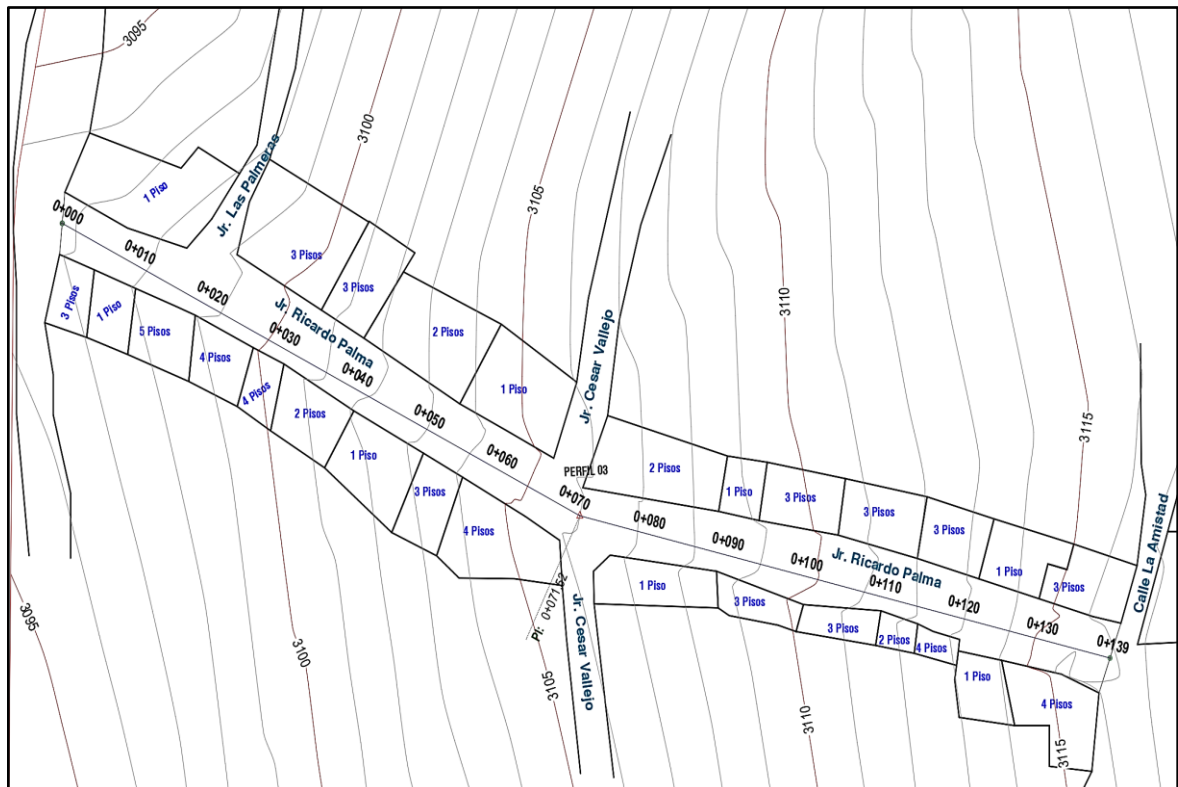 3095
3100
3105
3110
3115
Jr. Las Palmeras
1 Piso
0+000
0+010
0+020
0+030
0+040
0+050
0+060
0+070
0+080
0+090
0+100
0+110
0+120
0+130
0+139
3 Pisos
3 Pisos
2 Pisos
1 Piso
Jr. Ricardo Palma
Jr. Cesar Vallejo
PERFIL 03
2 Pisos
1 Piso
3 Pisos
3 Pisos
3 Pisos
1 Piso
3 Pisos
Jr. Ricardo Palma
Calle La Amistad
3 Pisos
1 Piso
5 Pisos
4 Pisos
4 Pisos
2 Pisos
1 Piso
3 Pisos
4 Pisos
PI: 0+071.52
Jr. Cesar Vallejo
1 Piso
3 Pisos
3 Pisos
2 Pisos
4 Pisos
1 Piso
4 Pisos
3095
3100
3105
3110
3115